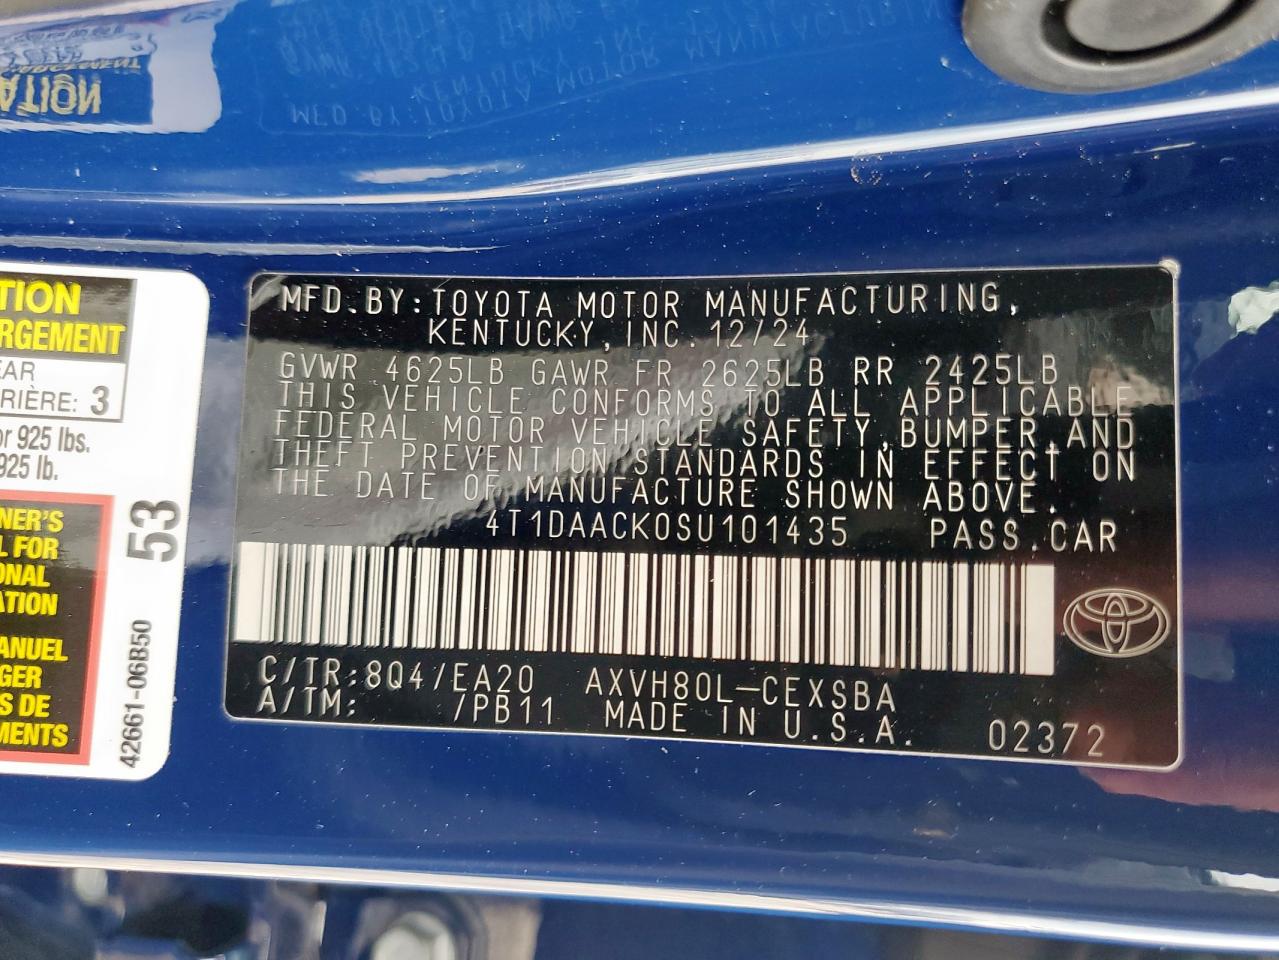 MFD.BY:TOYOTA MOTOR MANUFACTURING,
KENTUCKY,INC. 12/24
GVWR 4625LB GAWR FR 2625LB RR 2425LB
THIS VEHICLE CONFORMS TO ALL APPLICABLE
FEDERAL MOTOR VEHICLE SAFETY,BUMPER,AND
THEFT PREVENTION STANDARDS IN EFFECT ON
THE DATE OF MANUFACTURE SHOWN ABOVE.
4T1DAACK0SU101435 PASS.CAR
C/TR:8Q4/EA20 AXVH80L-CEXSBA
A/TM: /PB11 MADE IN U.S.A. 02372
TION
RGEMENT
EAR
RIÈRE: 3
or 925 lbs.
925 lb.
NER'S
L FOR
ONAL
ATION
ANUEL
GER
S DE
MENTS
53
42661-06B50